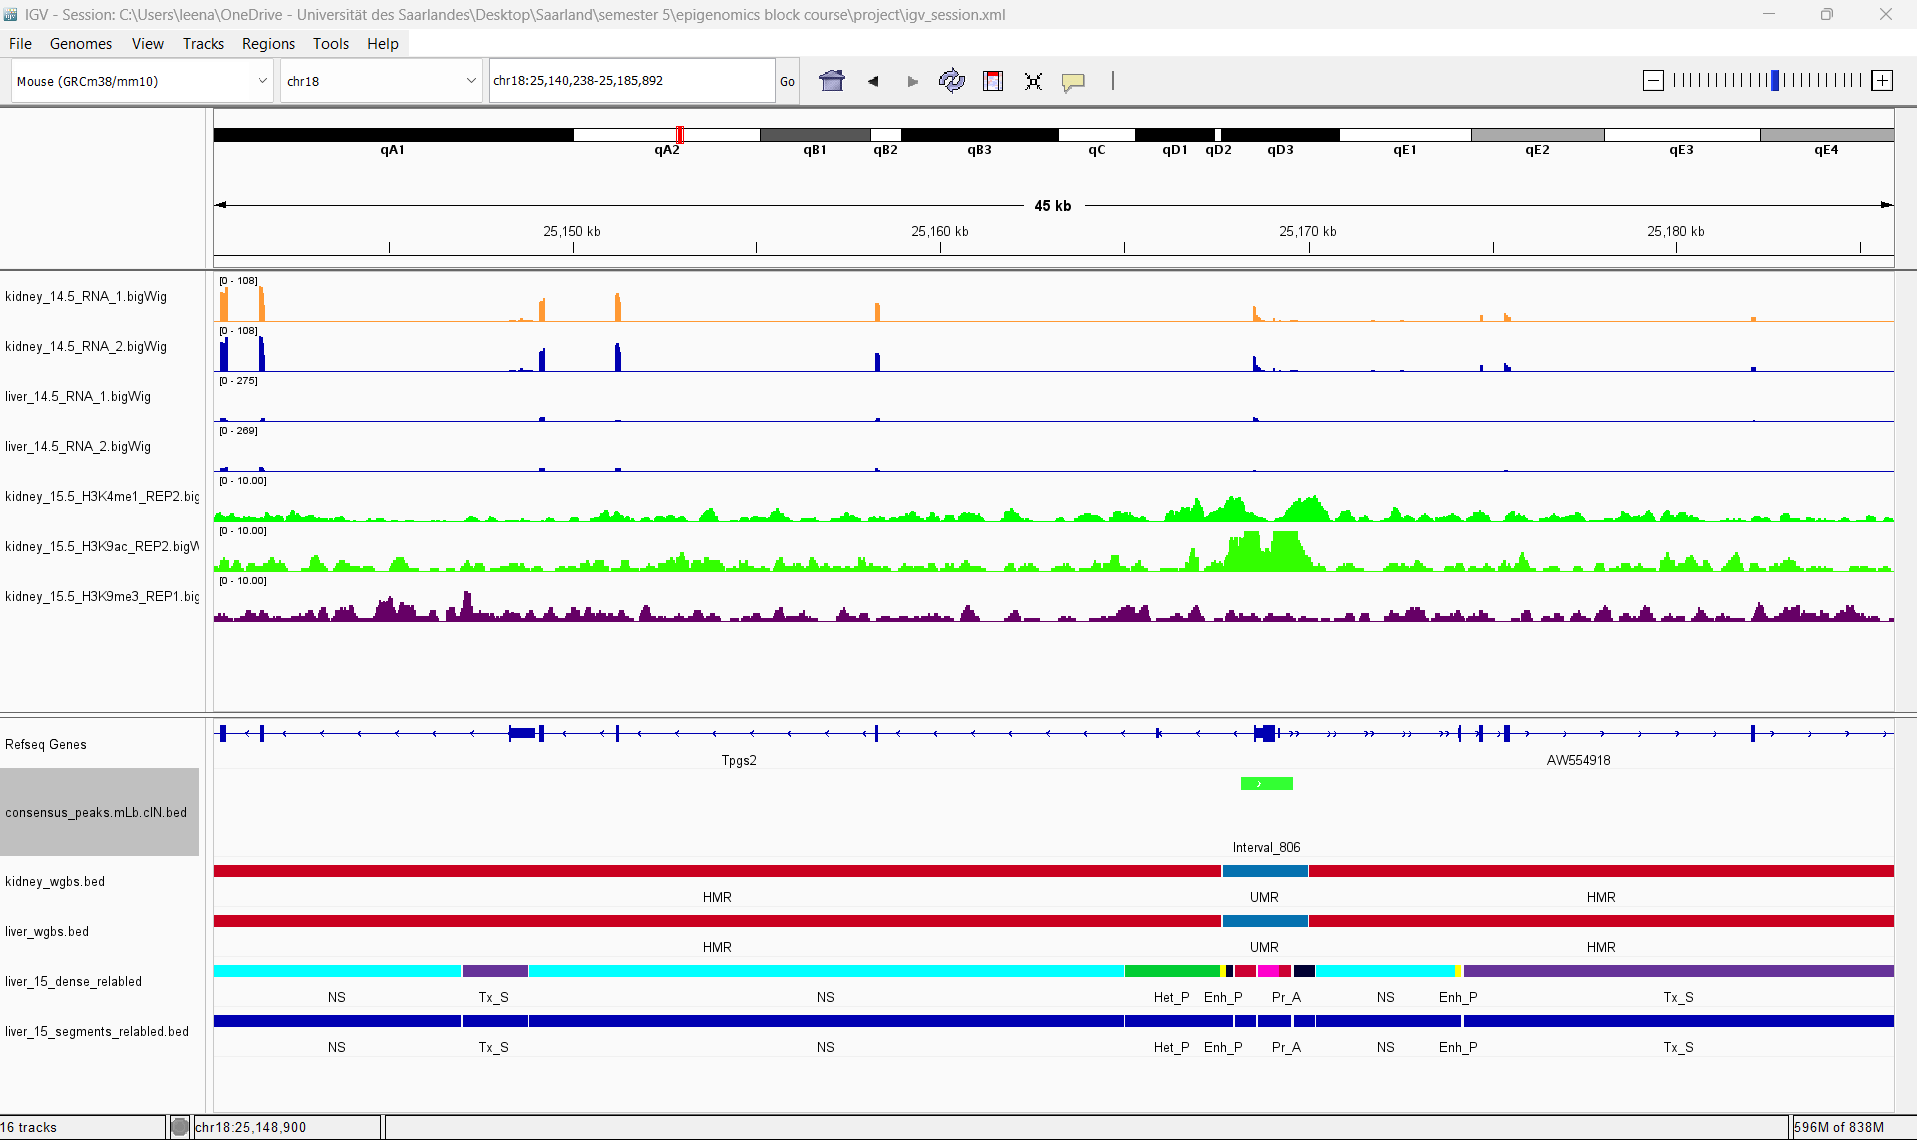 IGV - Session: C:\Users\leena\OneDrive - Universität des Saarlandes\Desktop\Saarland\semester 5\epigenomics block course\project\igv_session.xml
File Genomes View Tracks Regions Tools Help
Mouse (GRCm38/mm10) chr18 chr18:25,140,238-25,185,892 Go
qA1 qA2 qB1 qB2 qB3 qC qD1 qD2 qD3 qE1 qE2 qE3 qE4
45 kb
25,150 kb 25,160 kb 25,170 kb 25,180 kb
[0 - 108]
kidney_14.5_RNA_1.bigWig
[0 - 108]
kidney_14.5_RNA_2.bigWig
[0 - 275]
liver_14.5_RNA_1.bigWig
[0 - 269]
liver_14.5_RNA_2.bigWig
[0 - 10.00]
kidney_15.5_H3K4me1_REP2.big
[0 - 10.00]
kidney_15.5_H3K9ac_REP2.bigW
[0 - 10.00]
kidney_15.5_H3K9me3_REP1.big
Refseq Genes
Tpgs2 AW554918
consensus_peaks.mLb.clN.bed
Interval_806
kidney_wgbs.bed
HMR UMR HMR
liver_wgbs.bed
HMR UMR HMR
liver_15_dense_relabled
NS Tx_S NS Het_P Enh_P Pr_A NS Enh_P Tx_S
liver_15_segments_relabled.bed
NS Tx_S NS Het_P Enh_P Pr_A NS Enh_P Tx_S
16 tracks chr18:25,148,900 596M of 838M